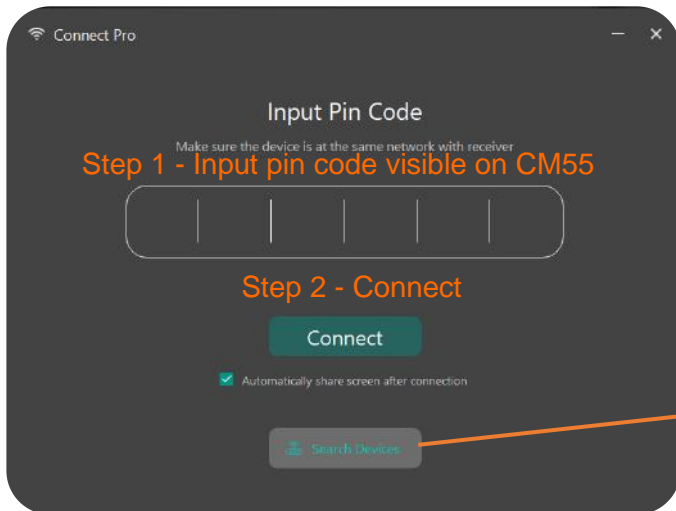 Connect Pro
Input Pin Code
Make sure the device is at the same network with receiver
Step 1 - Input pin code visible on CM55
Step 2 - Connect
Connect
Automatically share screen after connection
Search Devices